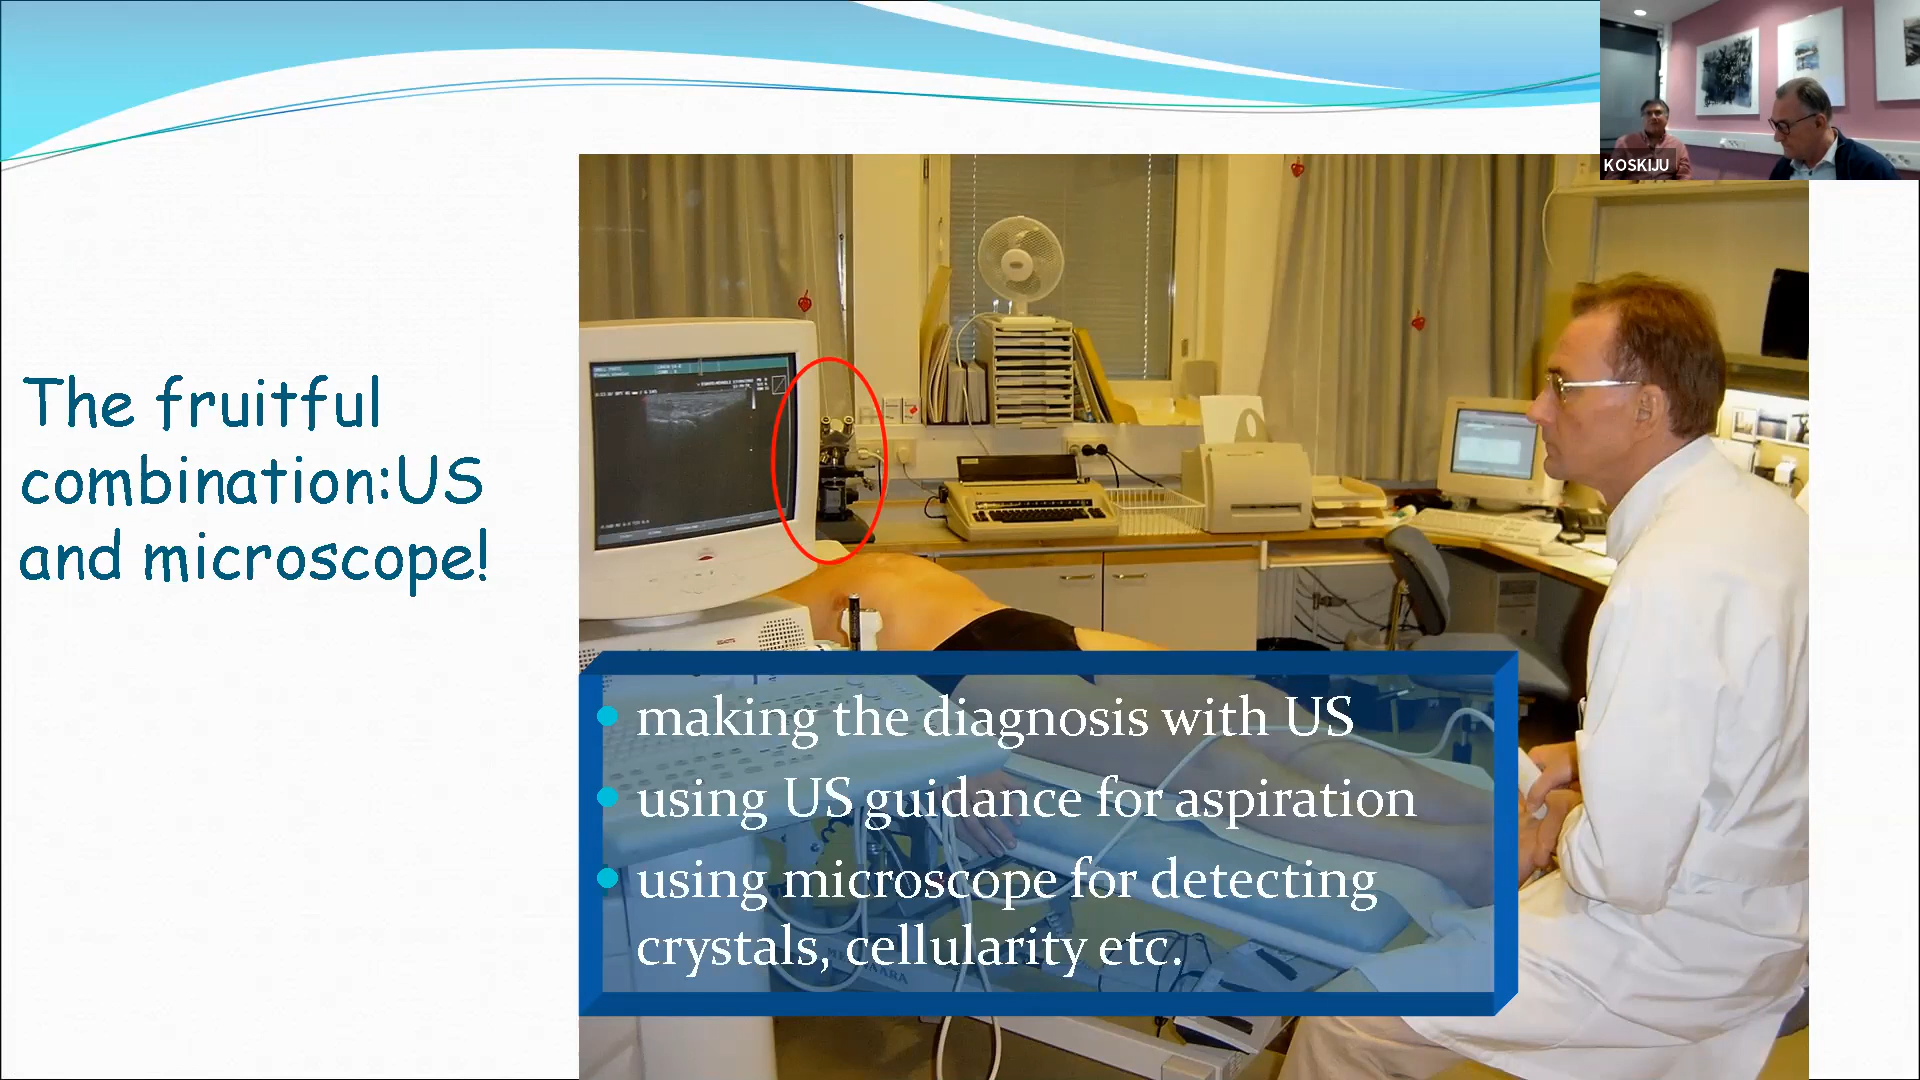 KOSKIJU
The fruitful
combination:US
and microscope!
making the diagnosis with US
using US guidance for aspiration
using microscope for detecting
crystals, cellularity etc.